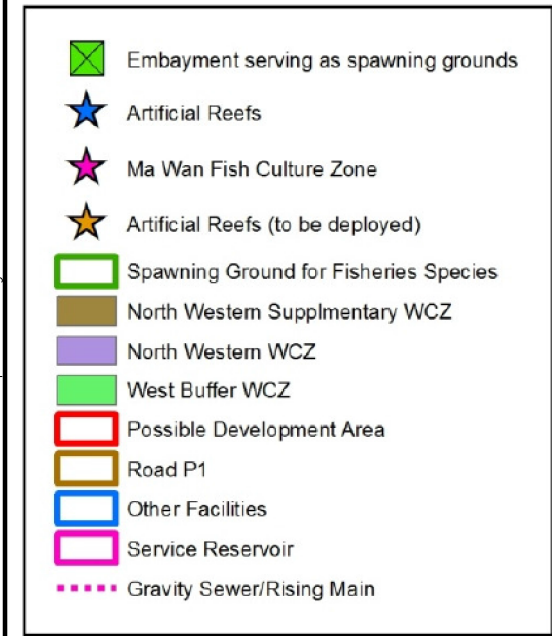 Embayment serving as spawning grounds
Artificial Reefs
Ma Wan Fish Culture Zone
Artificial Reefs (to be deployed)
Spawning Ground for Fisheries Species
North Western Supplmentary WCZ
North Western WCZ
West Buffer WCZ
Possible Development Area
Road P1
Other Facilities
Service Reservoir
Gravity Sewer/Rising Main